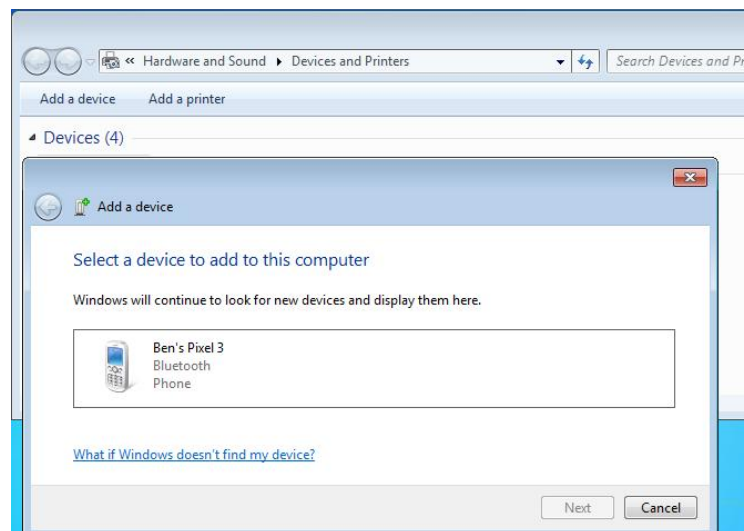 « Hardware and Sound ▸ Devices and Printers
Search Devices and Pr
Add a device Add a printer
Devices (4)
Add a device
Select a device to add to this computer
Windows will continue to look for new devices and display them here.
Ben's Pixel 3
Bluetooth
Phone
What if Windows doesn't find my device?
Next Cancel